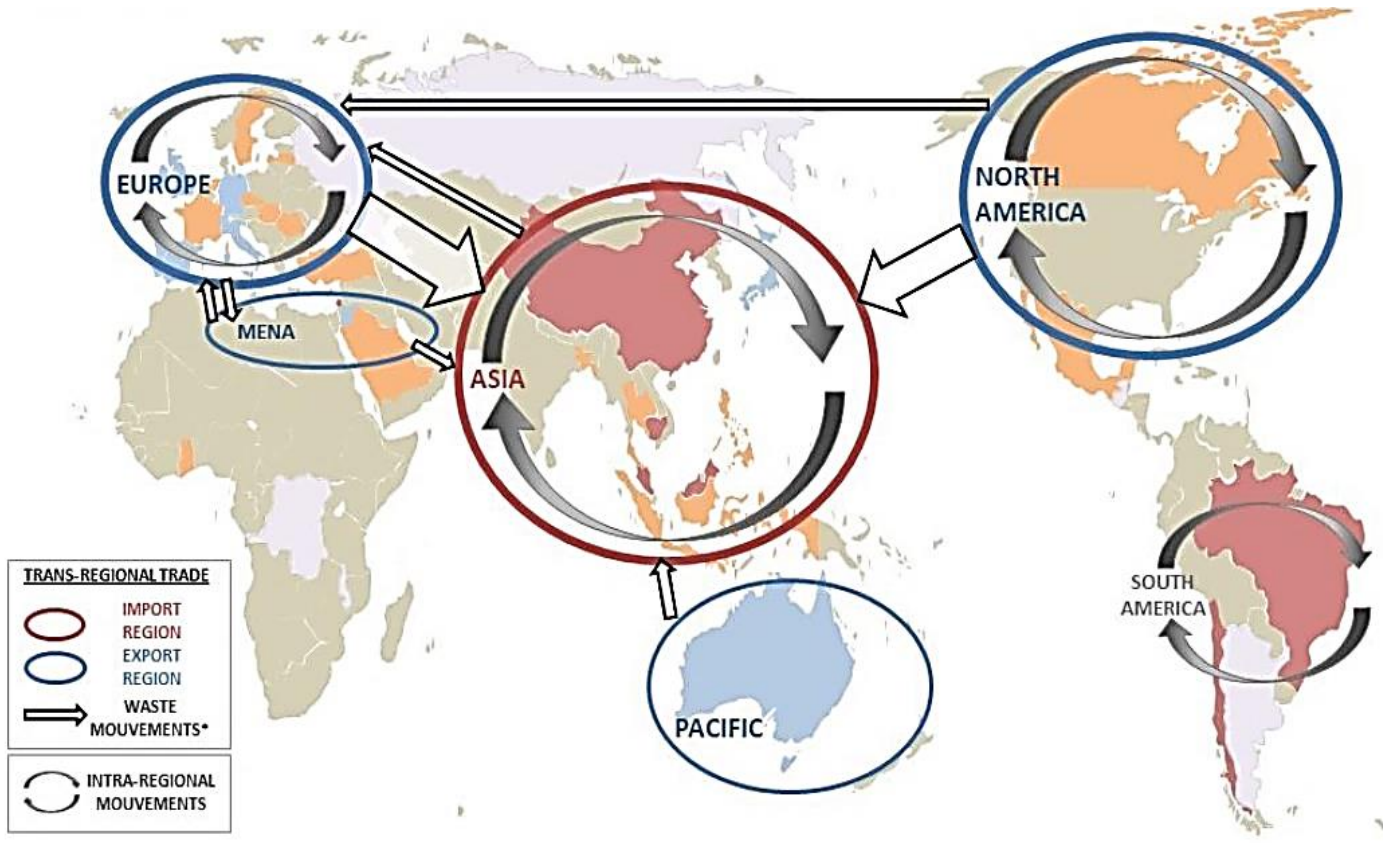 EUROPE
NORTH
AMERICA
MENA
ASIA
SOUTH
AMERICA
PACIFIC
TRANS-REGIONAL TRADE
IMPORT
REGION
EXPORT
REGION
WASTE
MOUVEMENTS*
INTRA-REGIONAL
MOUVEMENTS